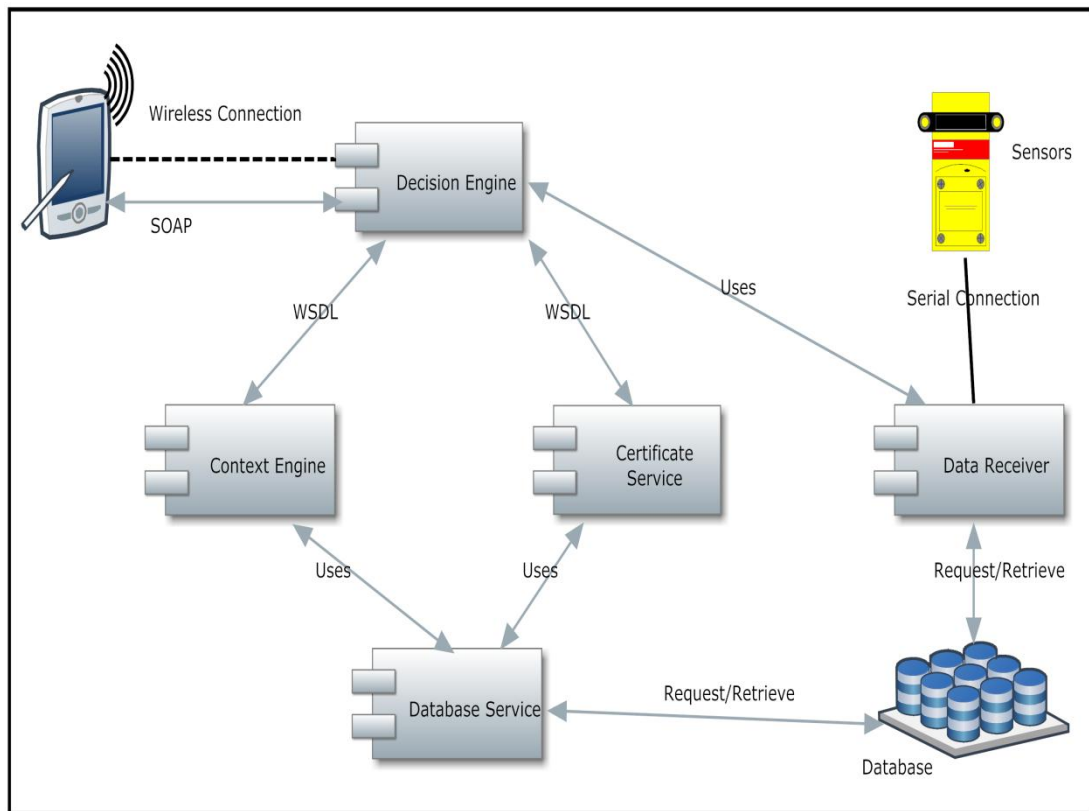 Wireless Connection
Decision Engine
Sensors
SOAP
Uses
Serial Connection
WSDL
WSDL
Context Engine
Certificate
Service
Data Receiver
Uses
Uses
Request/Retrieve
Database Service
Request/Retrieve
Database